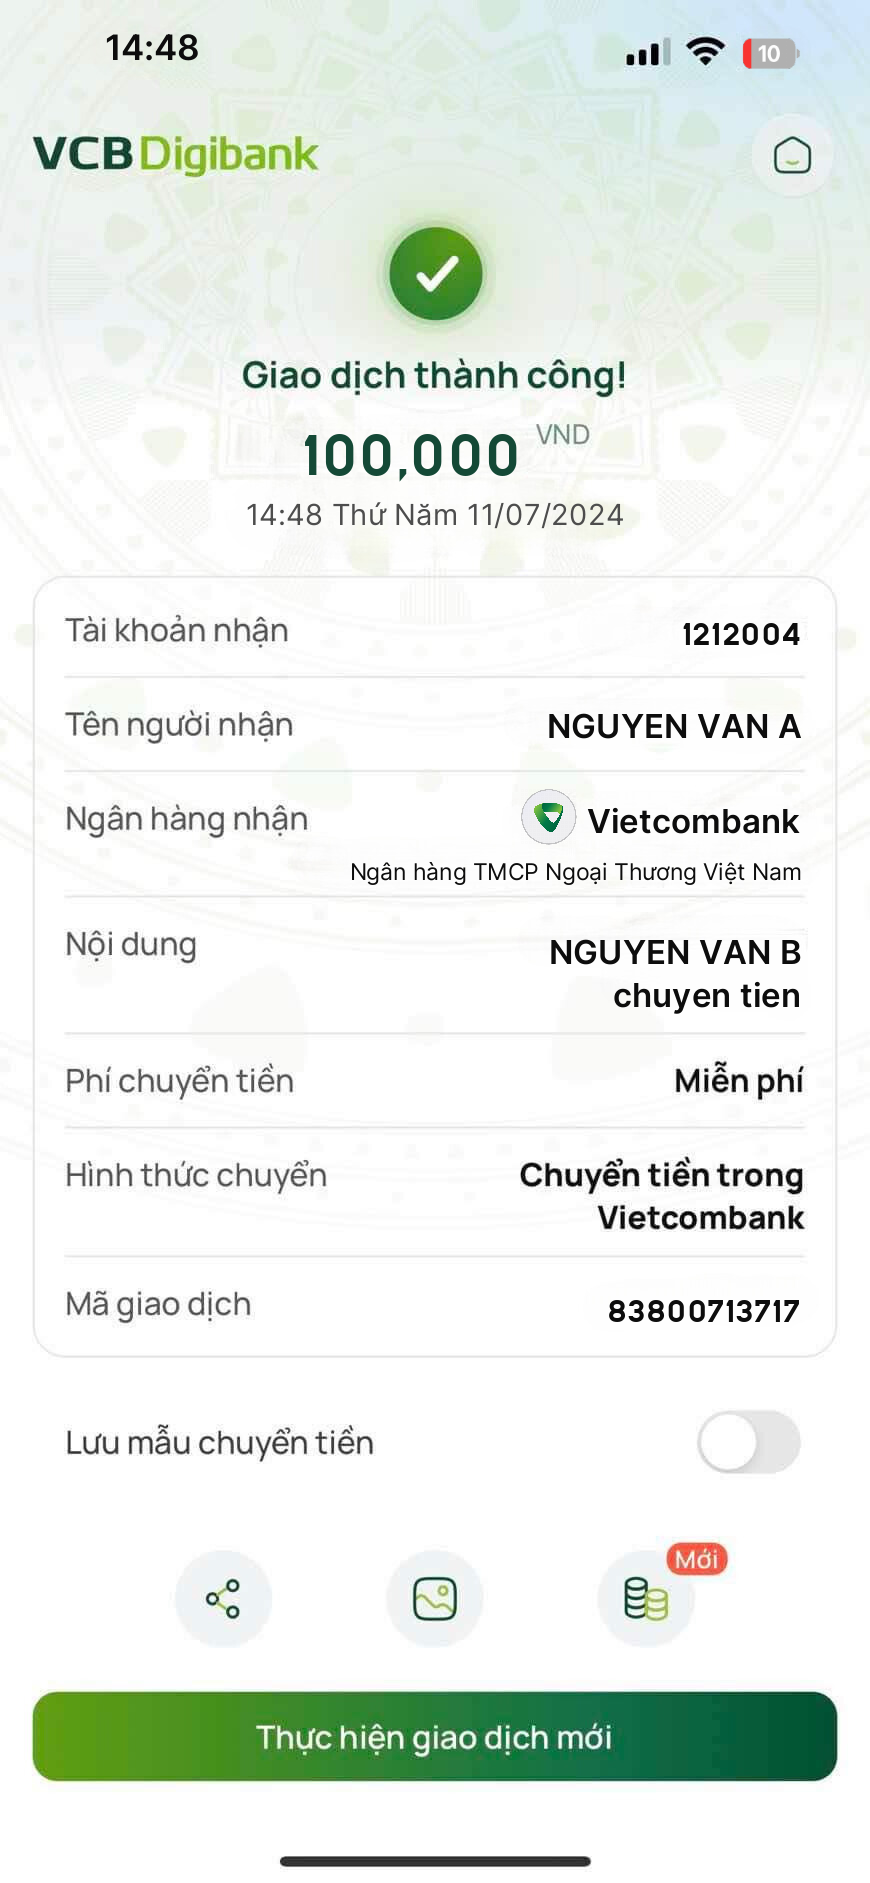 14:48
10
VCB Digibank
Giao dịch thành công!
100,000 VND
14:48 Thứ Năm 11/07/2024
Tài khoản nhận 1212004
Tên người nhận NGUYEN VAN A
Ngân hàng nhận Vietcombank
Ngân hàng TMCP Ngoại Thương Việt Nam
Nội dung NGUYEN VAN B
chuyen tien
Phí chuyển tiền Miễn phí
Hình thức chuyển Chuyển tiền trong
Vietcombank
Mã giao dịch 83800713717
Lưu mẫu chuyển tiền
Mới
Thực hiện giao dịch mới